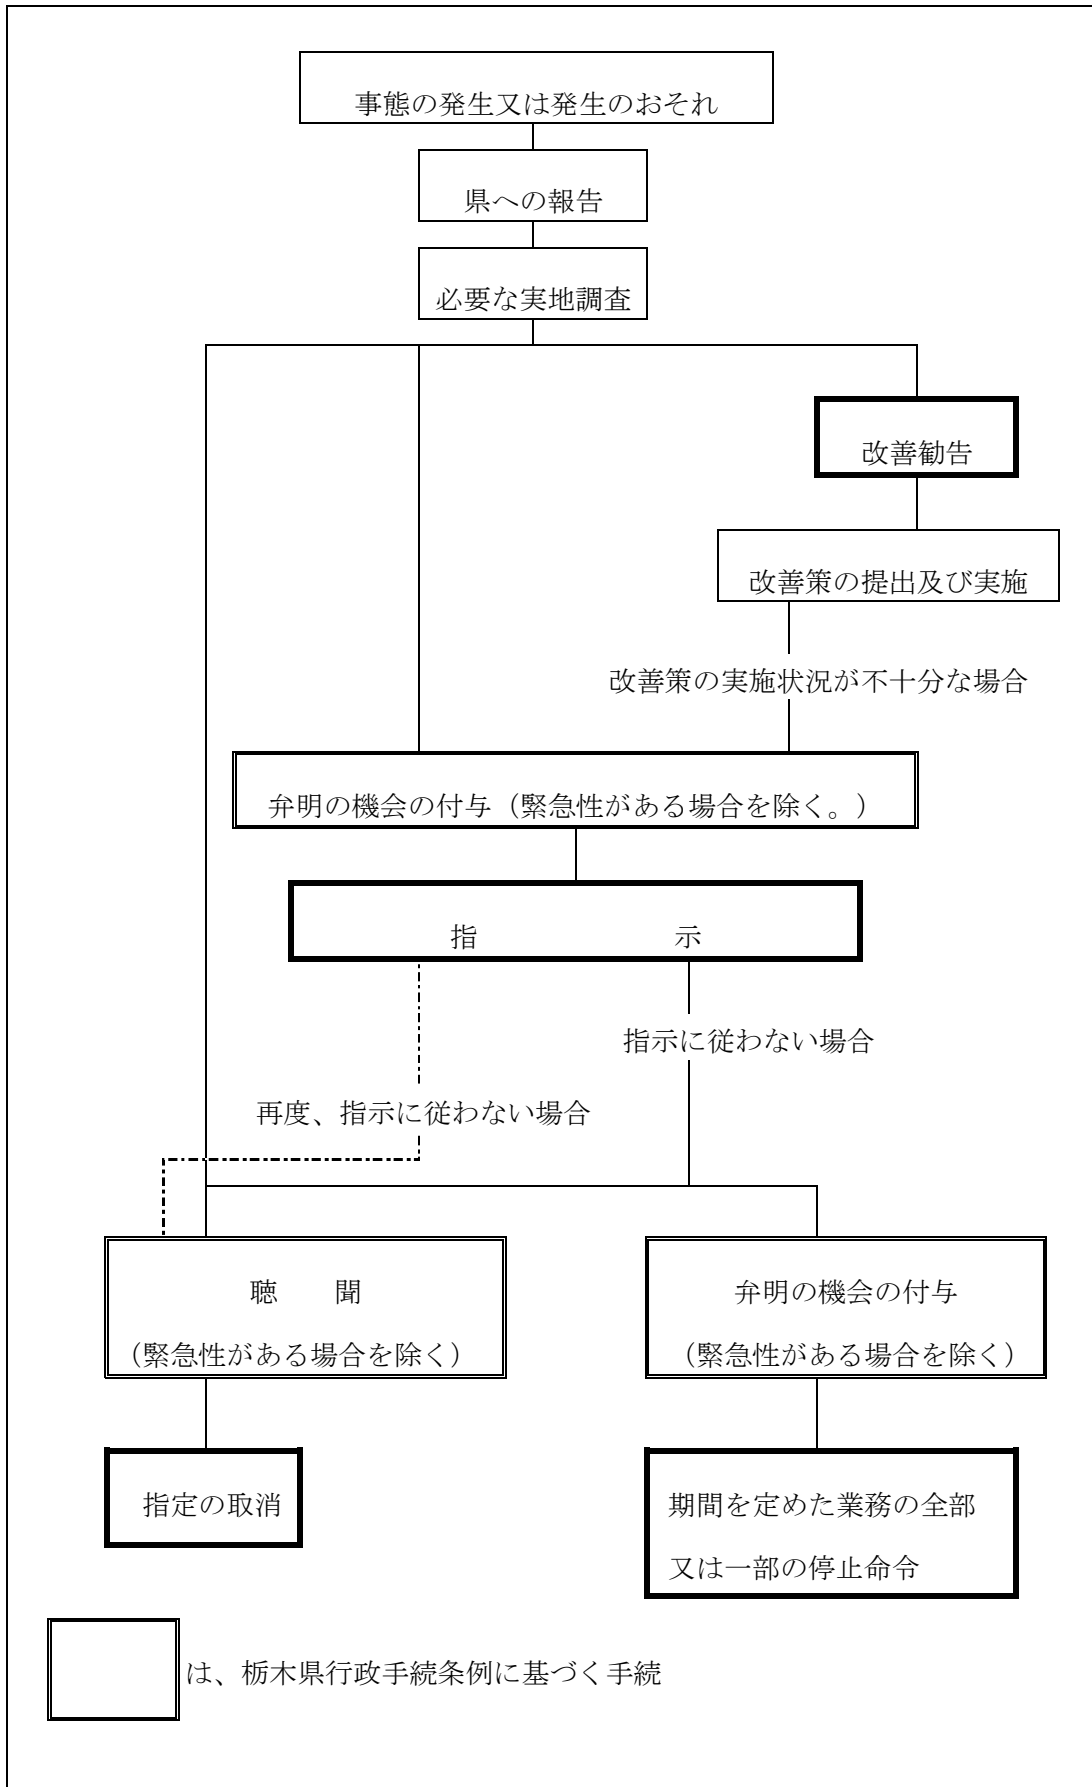 事態の発生又は発生のおそれ
県への報告
必要な実地調査
改善勧告
改善策の提出及び実施
改善策の実施状況が不十分な場合
弁明の機会の付与（緊急性がある場合を除く。）
指　　　　　　　示
指示に従わない場合
再度、指示に従わない場合
聴　　聞
（緊急性がある場合を除く）
弁明の機会の付与
（緊急性がある場合を除く）
指定の取消
期間を定めた業務の全部
又は一部の停止命令
は、栃木県行政手続条例に基づく手続